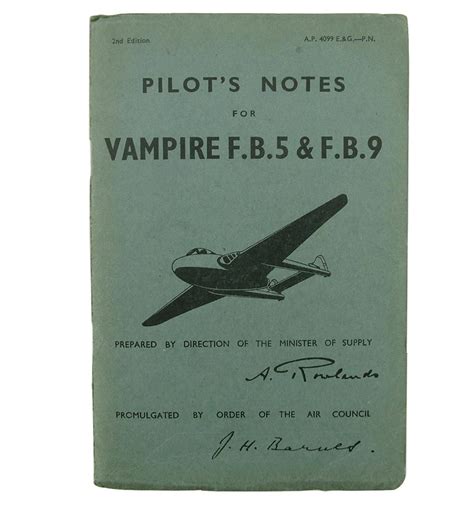 2nd Edition A.P. 4099 E.&G.—P.N.
PILOT'S NOTES
FOR
VAMPIRE F.B.5 & F.B.9
PREPARED BY DIRECTION OF THE MINISTER OF SUPPLY
A. Rowlands
PROMULGATED BY ORDER OF THE AIR COUNCIL
J. H. Barnes.